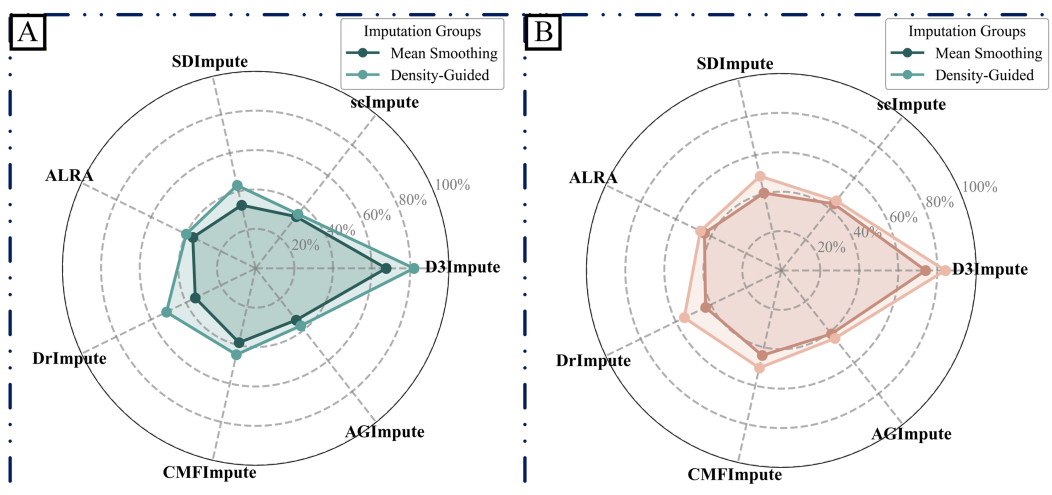 A
Imputation Groups
Mean Smoothing
Density-Guided
SDImpute
scImpute
ALRA
100%
80%
60%
40%
20%
D3Impute
DrImpute
AGImpute
CMFImpute
B
Imputation Groups
Mean Smoothing
Density-Guided
SDImpute
scImpute
ALRA
100%
80%
60%
40%
20%
D3Impute
DrImpute
AGImpute
CMFImpute